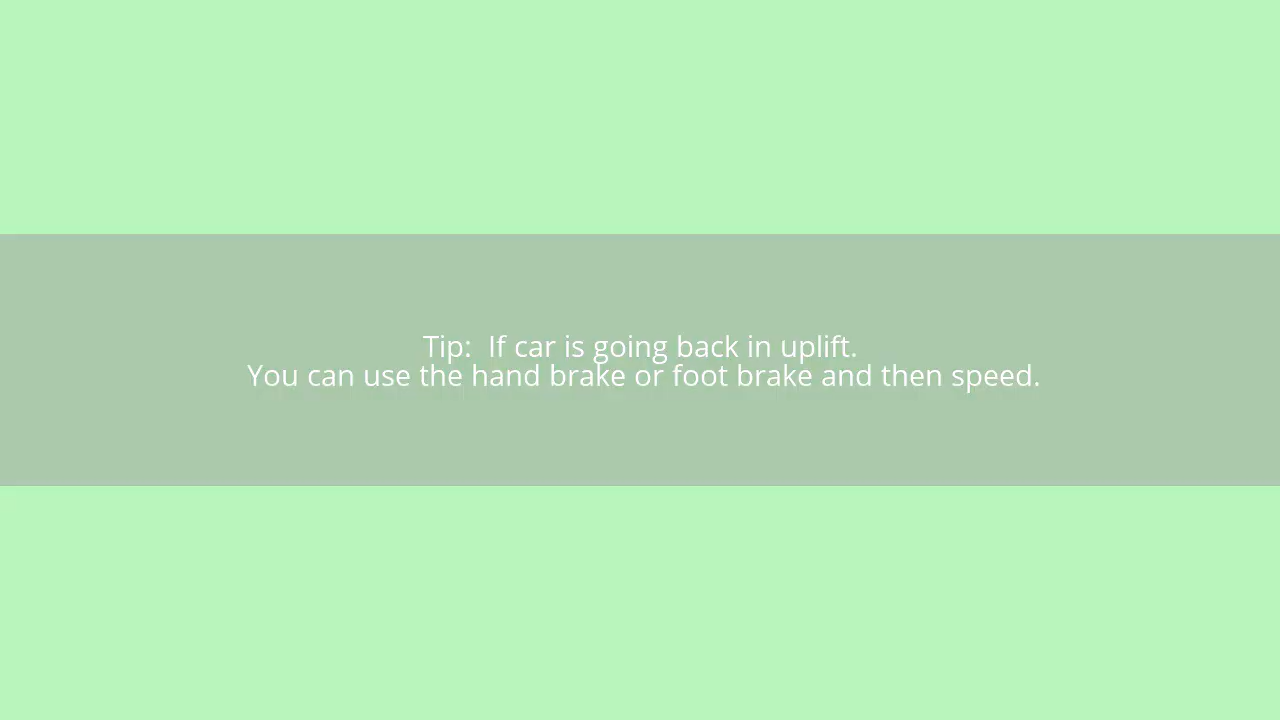 Tip:  If car is going back in uplift.
You can use the hand brake or foot brake and then speed.